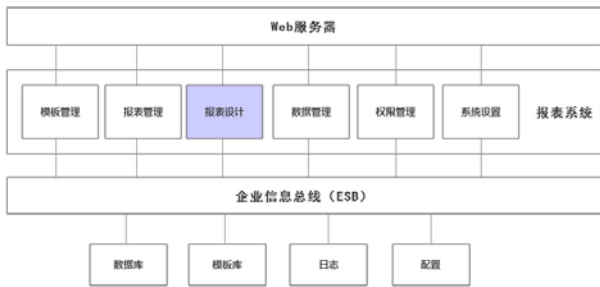 Web服务器
模板管理
报表管理
报表设计
数据管理
权限管理
系统设置
报表系统
企业信息总线（ESB）
数据库
模板库
日志
配置